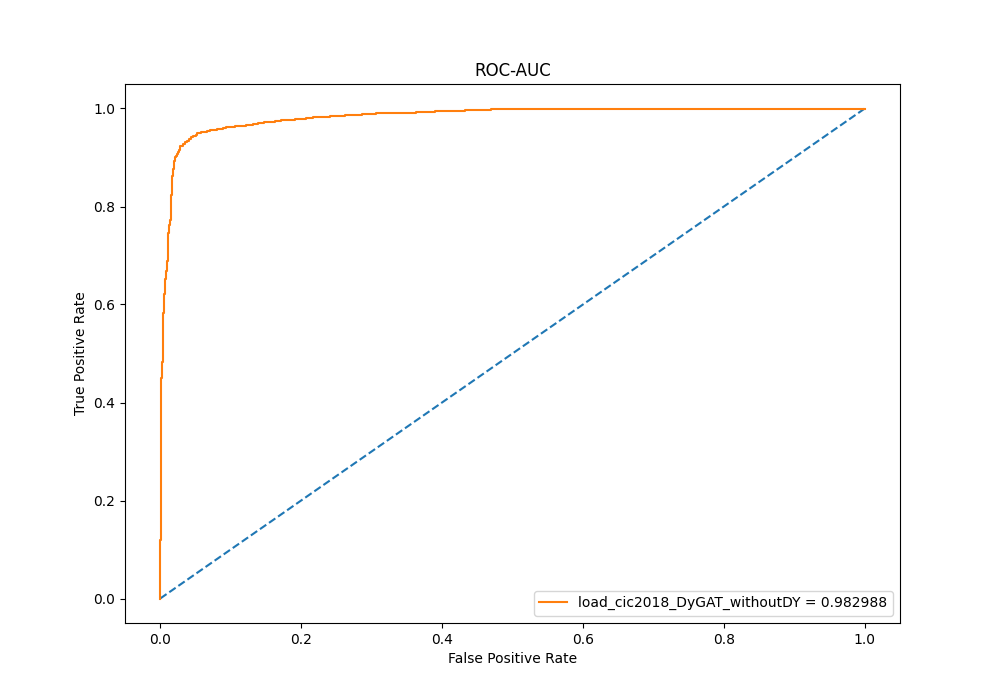 ROC-AUC
True Positive Rate
1.0
0.8
0.6
0.4
0.2
0.0
0.0 0.2 0.4 0.6 0.8 1.0
False Positive Rate
load_cic2018_DyGAT_withoutDY = 0.982988